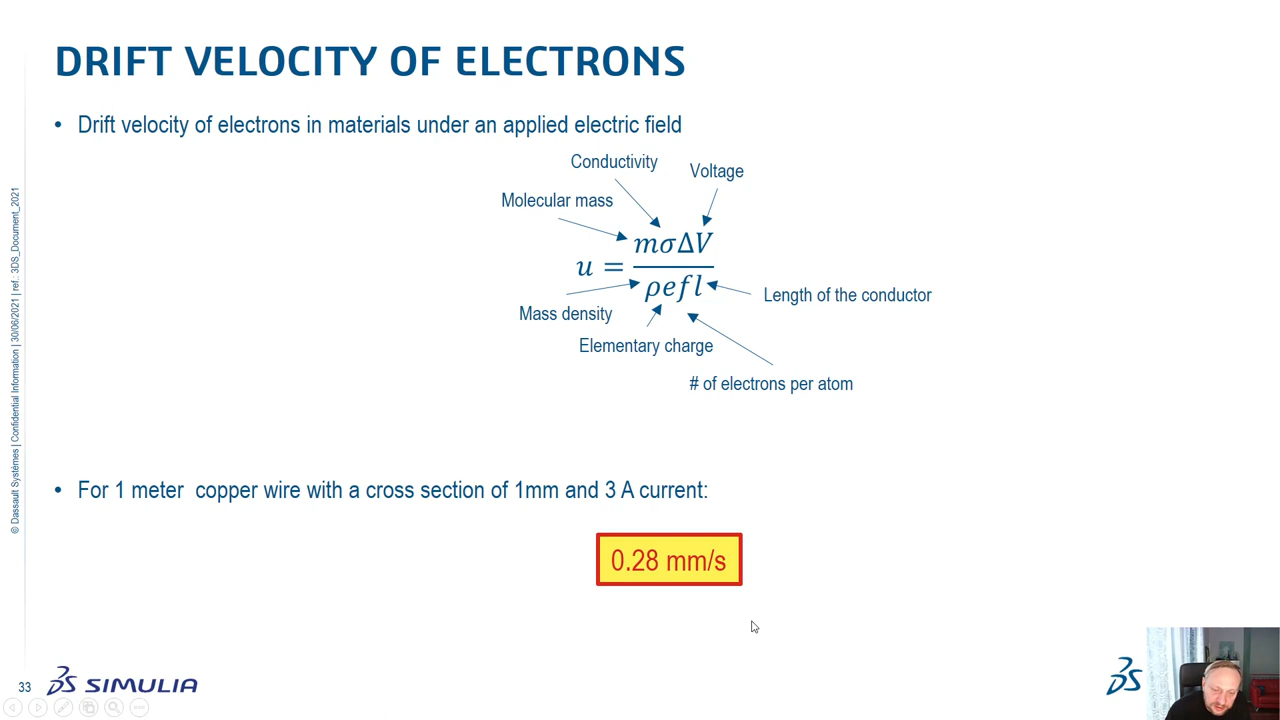 DRIFT VELOCITY OF ELECTRONS
• Drift velocity of electrons in materials under an applied electric field
Conductivity
Voltage
Molecular mass
u = mσΔV / ρefl
Length of the conductor
Mass density
Elementary charge
# of electrons per atom
• For 1 meter copper wire with a cross section of 1mm and 3 A current:
0.28 mm/s
© Dassault Systèmes | Confidential Information | 30/06/2021 | ref.: 3DS_Document_2021
33
SIMULIA